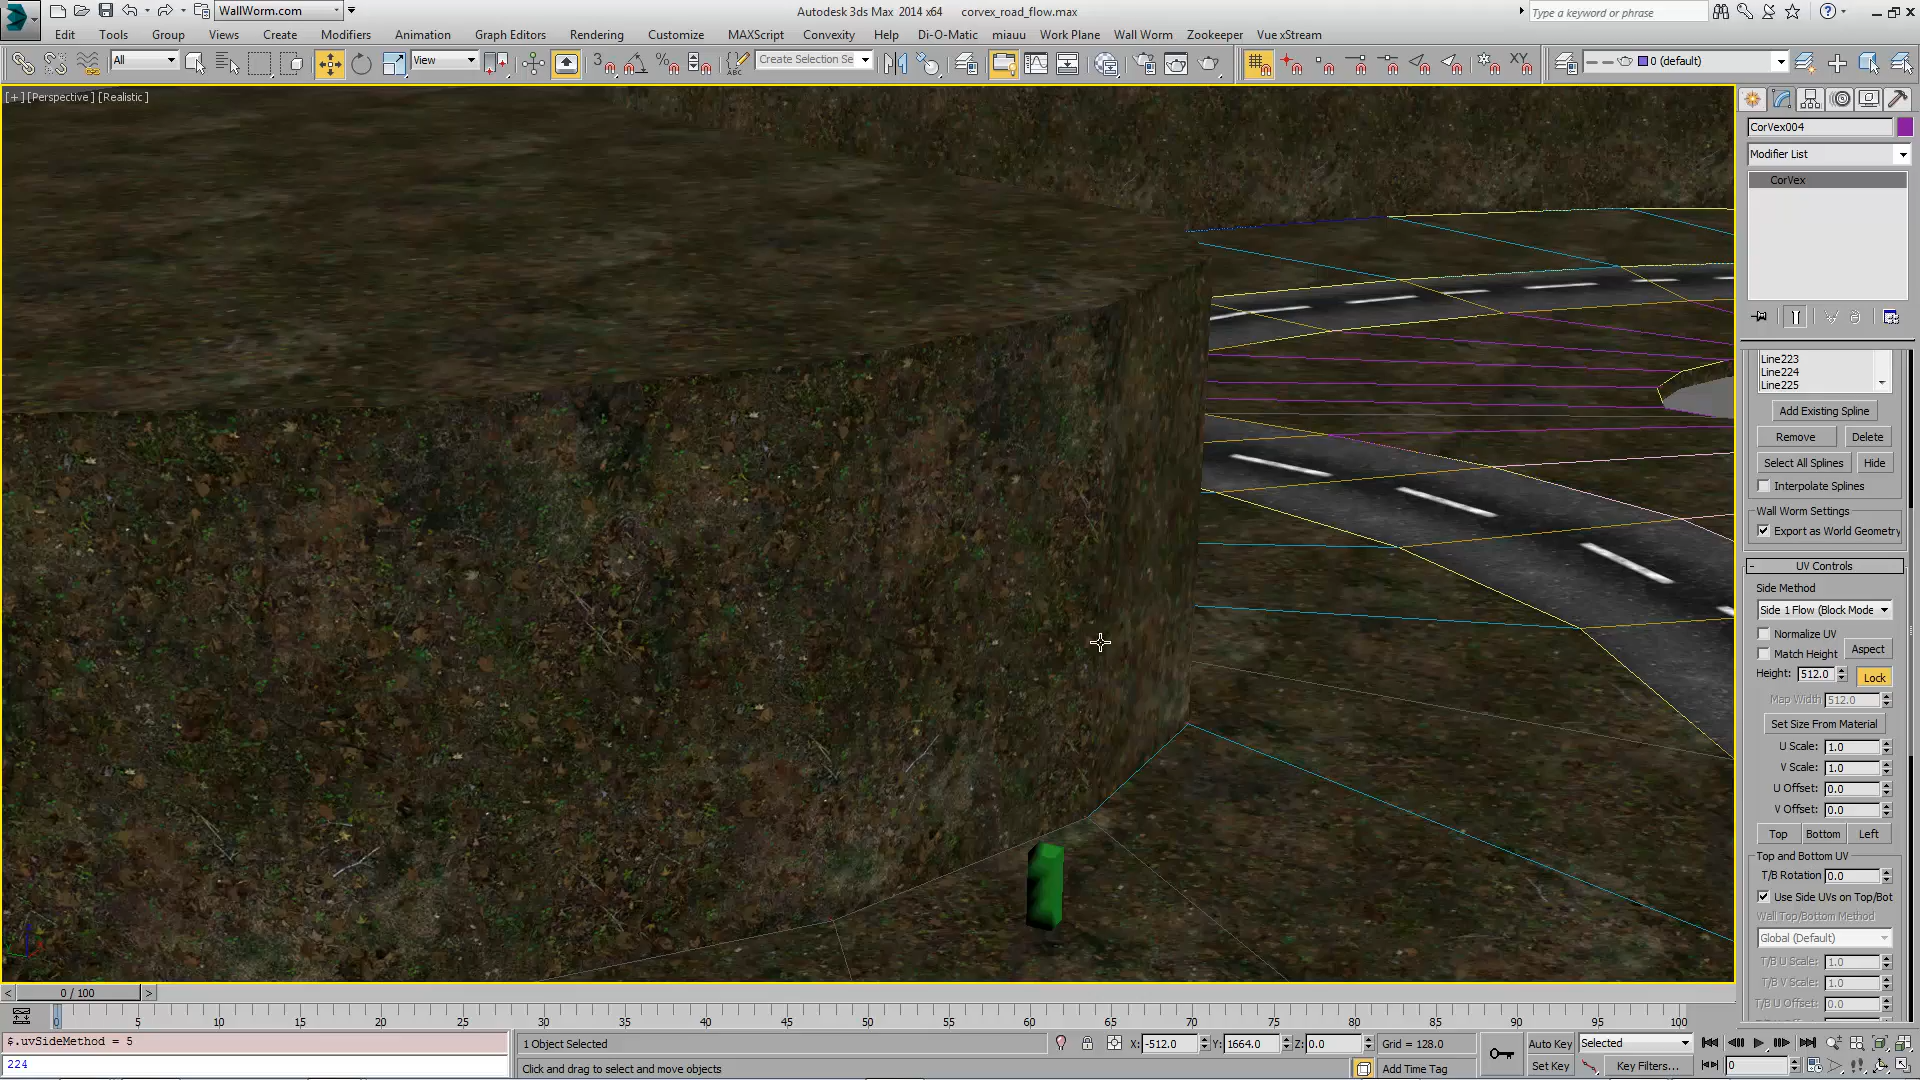 WallWorm.com
Autodesk 3ds Max 2014 x64 corvex_road_flow.max
Type a keyword or phrase
Edit Tools Group Views Create Modifiers Animation Graph Editors Rendering Customize MAXScript Convexity Help Di-O-Matic miauu Work Plane Wall Worm Zookeeper Vue xStream
All View 3 % Create Selection Se XY 0 (default)
[+] [Perspective] [Realistic]
CorVex004
Modifier List
CorVex
Line223
Line224
Line225
Add Existing Spline
Remove Delete
Select All Splines Hide
Interpolate Splines
Wall Worm Settings
Export as World Geometry
- UV Controls
Side Method
Side 1 Flow (Block Mode
Normalize UV
Match Height Aspect
Height: 512.0 Lock
Map Width 512.0
Set Size From Material
U Scale: 1.0
V Scale: 1.0
U Offset: 0.0
V Offset: 0.0
Top Bottom Left
Top and Bottom UV
T/B Rotation 0.0
Use Side UVs on Top/Bot
Wall Top/Bottom Method
Global (Default)
T/B U Scale: 1.0
T/B V Scale: 1.0
T/B U Offset: 0.0
< 0 / 100 >
0 5 10 15 20 25 30 35 40 45 50 55 60 65 70 75 80 85 90 95 100
$.uvSideMethod = 5
224
1 Object Selected
X: -512.0 Y: 1664.0 Z: 0.0 Grid = 128.0
Auto Key Selected
Click and drag to select and move objects
Add Time Tag
Set Key Key Filters... 0